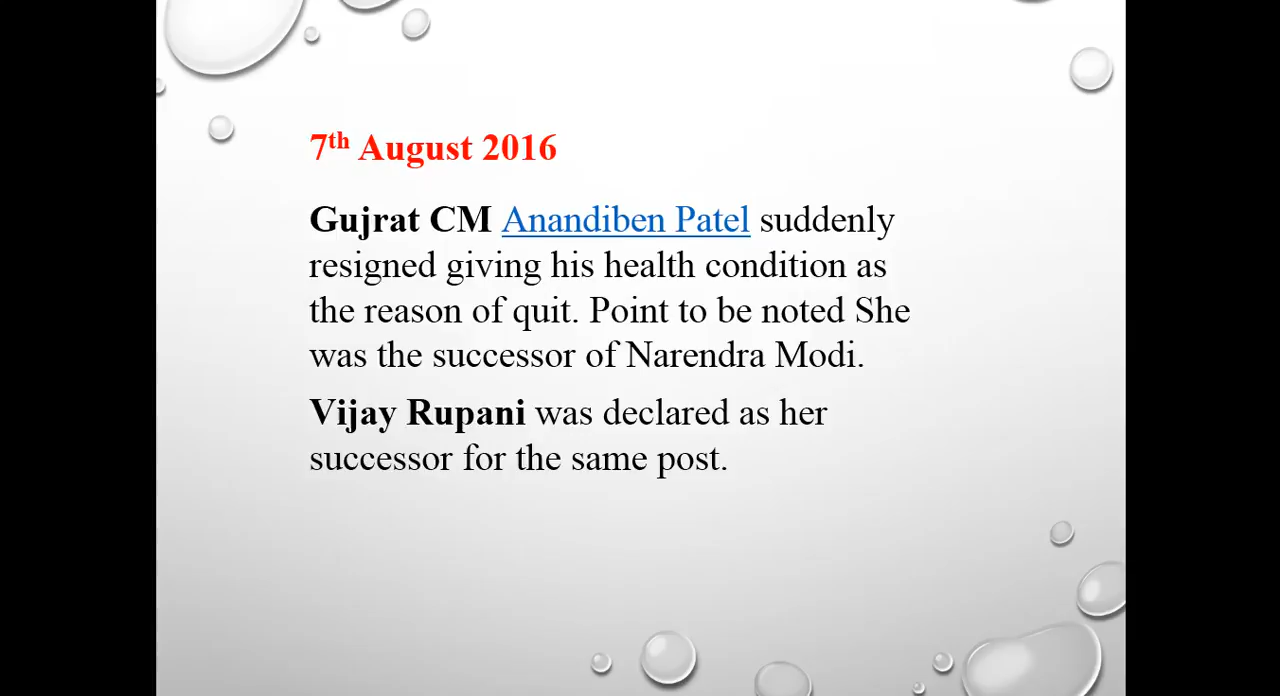 7th August 2016
Gujrat CM Anandiben Patel suddenly
resigned giving his health condition as
the reason of quit. Point to be noted She
was the successor of Narendra Modi.
Vijay Rupani was declared as her
successor for the same post.